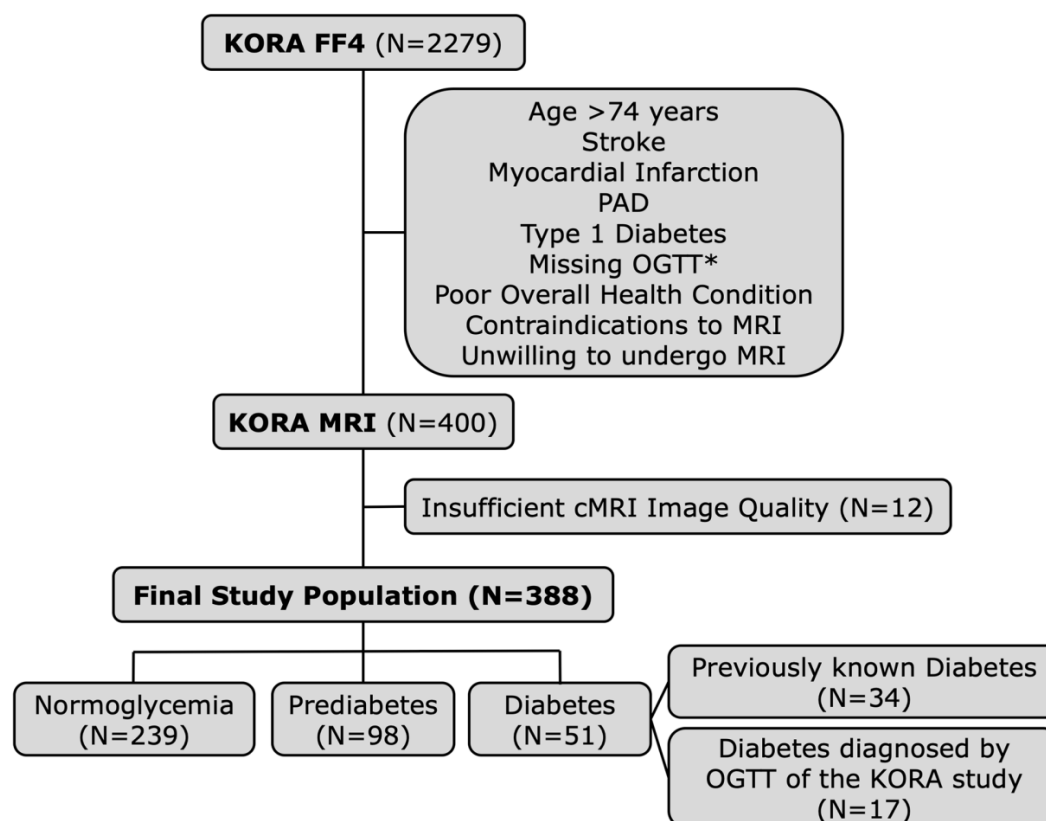 KORA FF4 (N=2279)
Age >74 years
Stroke
Myocardial Infarction
PAD
Type 1 Diabetes
Missing OGTT*
Poor Overall Health Condition
Contraindications to MRI
Unwilling to undergo MRI
KORA MRI (N=400)
Insufficient cMRI Image Quality (N=12)
Final Study Population (N=388)
Normoglycemia
(N=239)
Prediabetes
(N=98)
Diabetes
(N=51)
Previously known Diabetes
(N=34)
Diabetes diagnosed by
OGTT of the KORA study
(N=17)